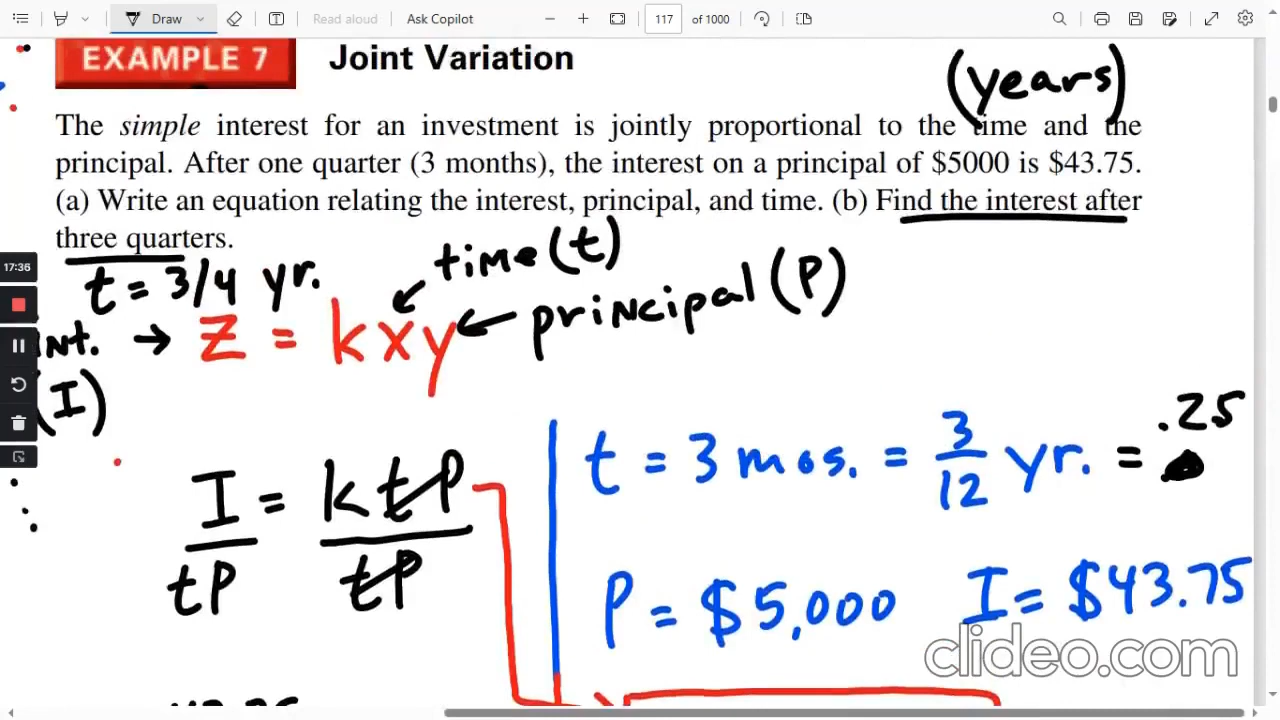 Draw
Read aloud
Ask Copilot
117 of 1000
EXAMPLE 7 Joint Variation
(years)
The simple interest for an investment is jointly proportional to the time and the
principal. After one quarter (3 months), the interest on a principal of $5000 is $43.75.
(a) Write an equation relating the interest, principal, and time. (b) Find the interest after
three quarters.
17:36
t = 3/4 yr.
time (t)
principal (P)
Int. → z = kxy
(I)
t = 3 mos. = 3/12 yr. = .25
I = ktP
tP tP
P = $5,000 I = $43.75
clideo.com